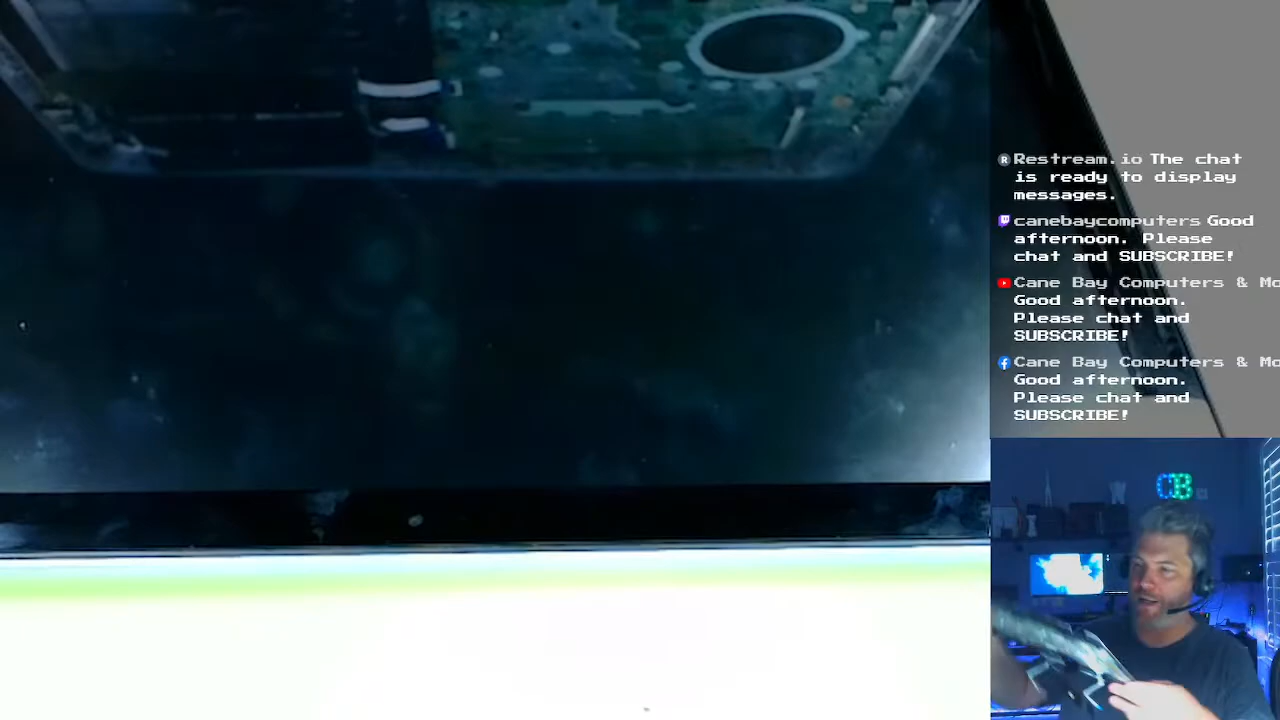 Restream.io The chat
is ready to display
messages.
canebaycomputers Good
afternoon. Please
chat and SUBSCRIBE!
Cane Bay Computers & Mo
Good afternoon.
Please chat and
SUBSCRIBE!
Cane Bay Computers & Mo
Good afternoon.
Please chat and
SUBSCRIBE!
CB